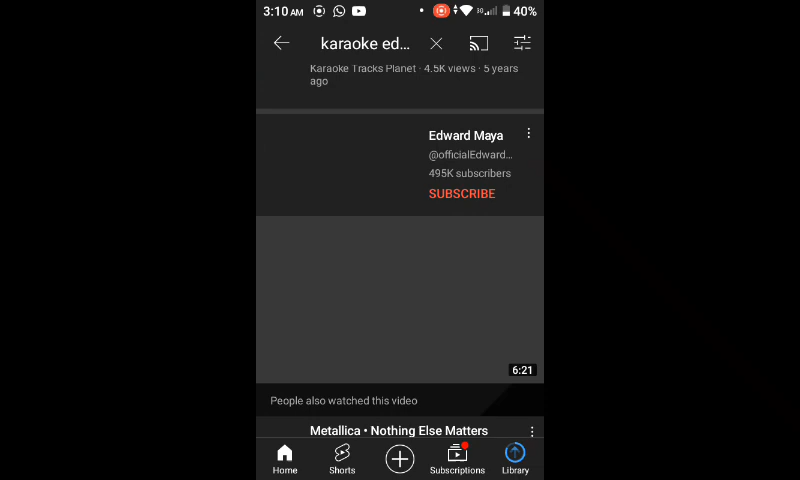 3:10 AM 3G 40%
karaoke ed...
Karaoke Tracks Planet · 4.5K views · 5 years
ago
Edward Maya
@officialEdward...
495K subscribers
SUBSCRIBE
6:21
People also watched this video
Metallica • Nothing Else Matters
Home Shorts Subscriptions Library